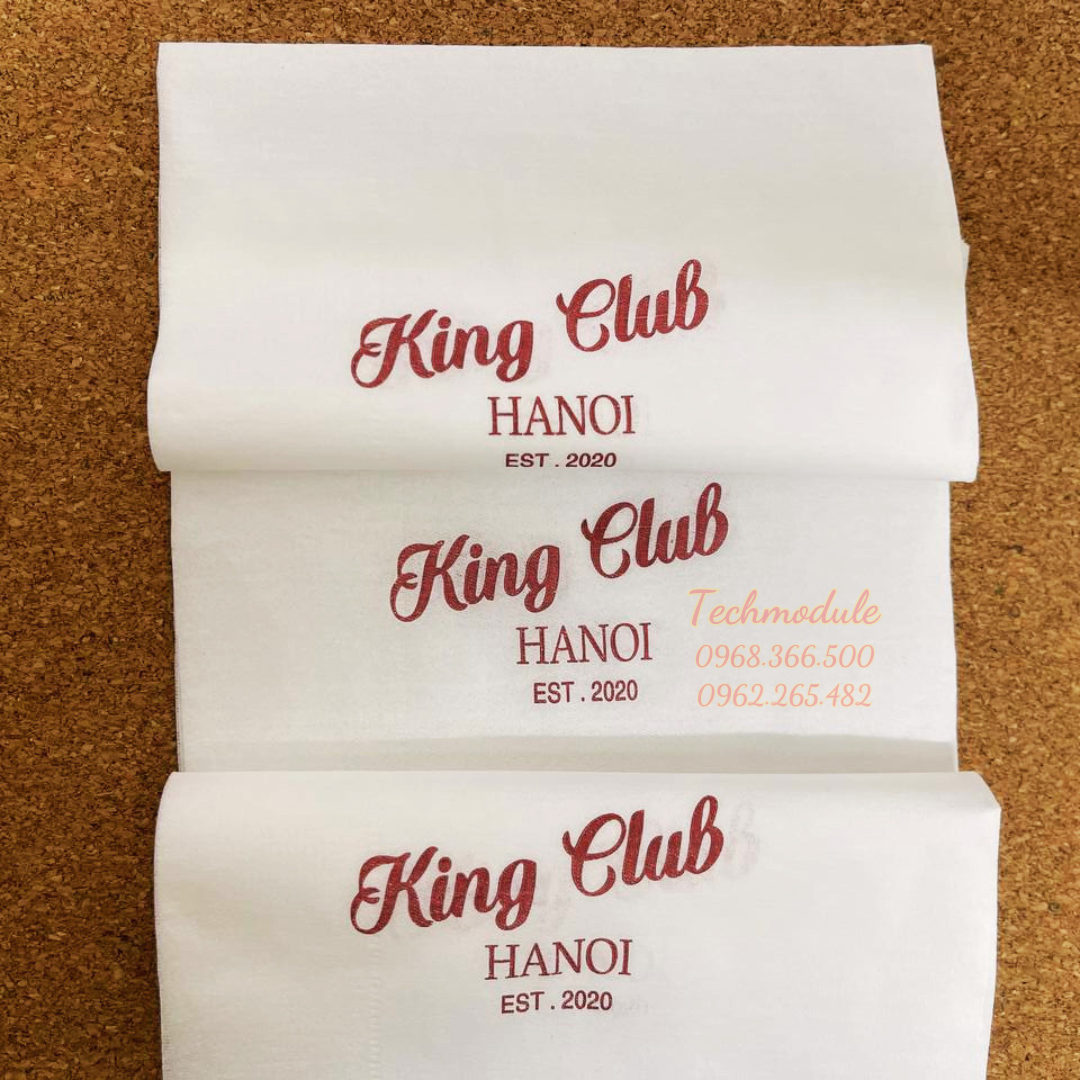 King Club
HANOI
EST . 2020
King Club
HANOI
EST . 2020
Techmodule
0968.366.500
0962.265.482
King Club
HANOI
EST . 2020